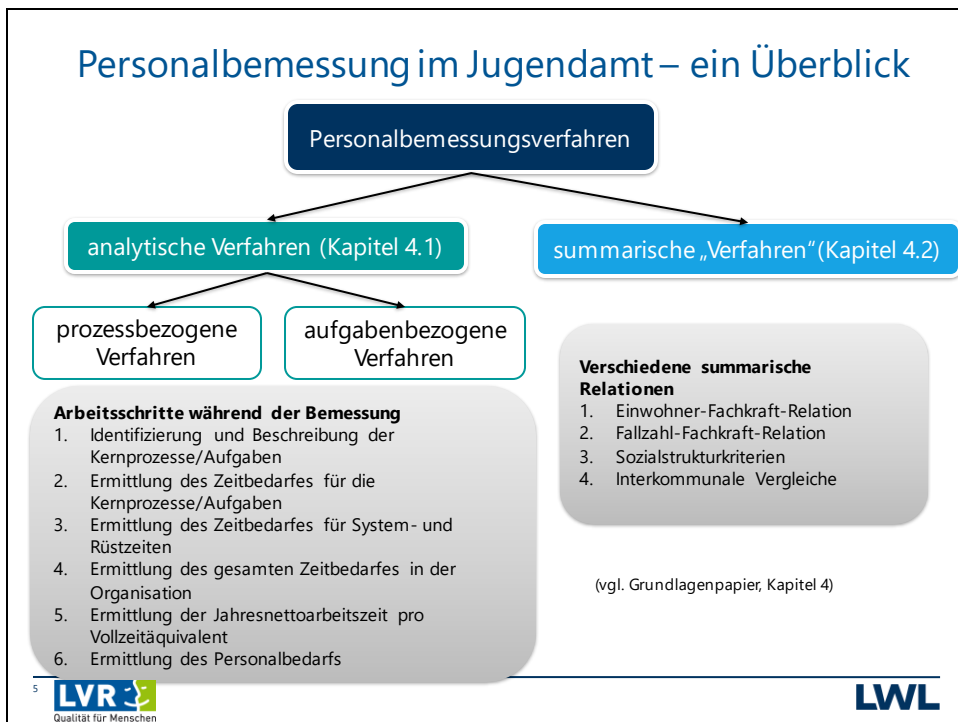 Personalbemessung im Jugendamt – ein Überblick
Personalbemessungsverfahren
analytische Verfahren (Kapitel 4.1)
summarische „Verfahren“(Kapitel 4.2)
prozessbezogene
Verfahren
aufgabenbezogene
Verfahren
Arbeitsschritte während der Bemessung
1. Identifizierung und Beschreibung der
Kernprozesse/Aufgaben
2. Ermittlung des Zeitbedarfes für die
Kernprozesse/Aufgaben
3. Ermittlung des Zeitbedarfes für System- und
Rüstzeiten
4. Ermittlung des gesamten Zeitbedarfes in der
Organisation
5. Ermittlung der Jahresnettoarbeitszeit pro
Vollzeitäquivalent
6. Ermittlung des Personalbedarfs
Verschiedene summarische
Relationen
1. Einwohner-Fachkraft-Relation
2. Fallzahl-Fachkraft-Relation
3. Sozialstrukturkriterien
4. Interkommunale Vergleiche
(vgl. Grundlagenpapier, Kapitel 4)
5
LVR
Qualität für Menschen
LWL